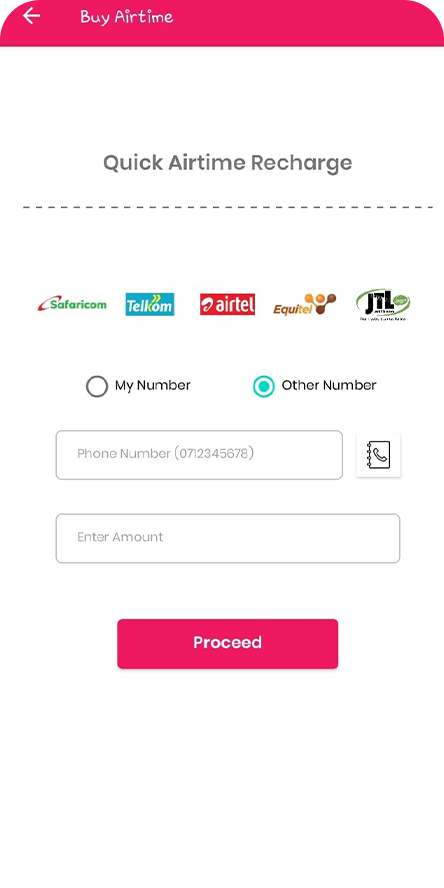 Buy Airtime
Quick Airtime Recharge
Safaricom Telkom airtel Equitel JTL
My Number Other Number
Phone Number (0712345678)
Enter Amount
Proceed